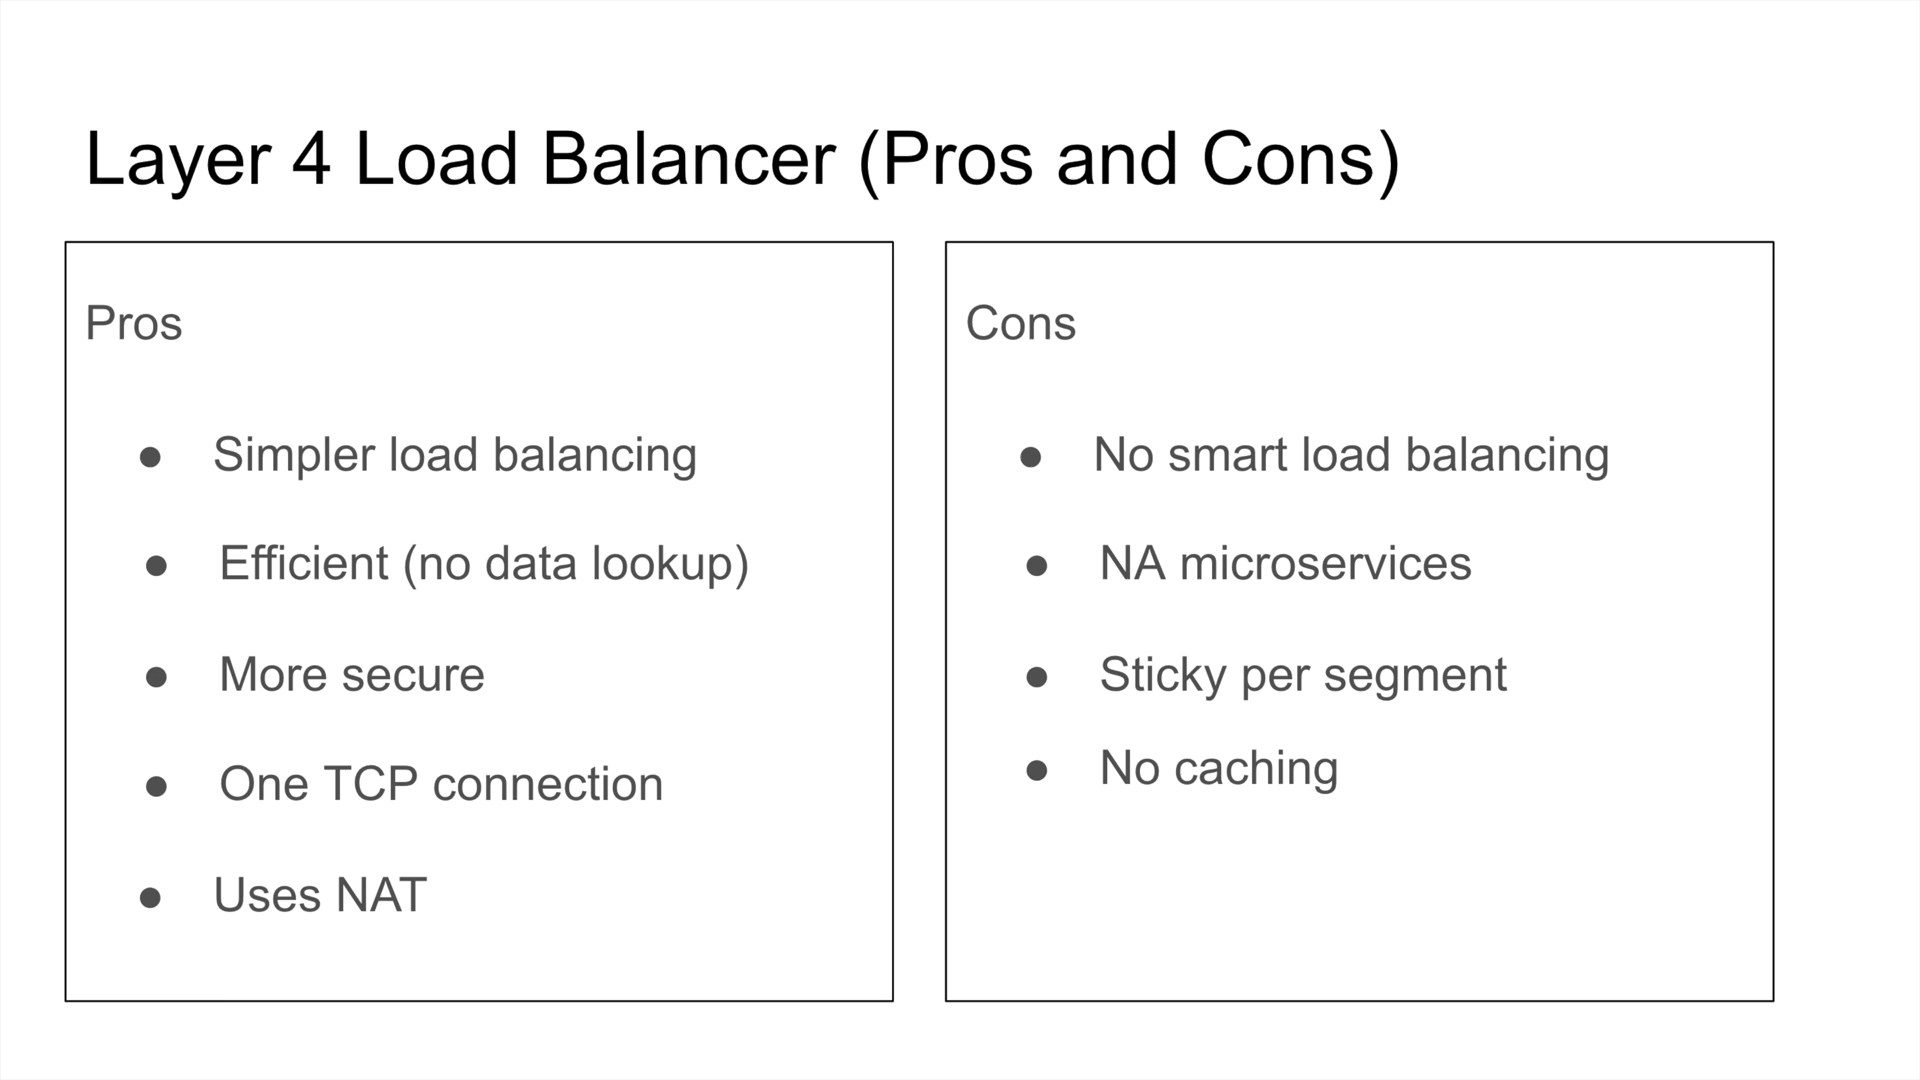 Layer 4 Load Balancer (Pros and Cons)
Pros
● Simpler load balancing
● Efficient (no data lookup)
● More secure
● One TCP connection
● Uses NAT
Cons
● No smart load balancing
● NA microservices
● Sticky per segment
● No caching